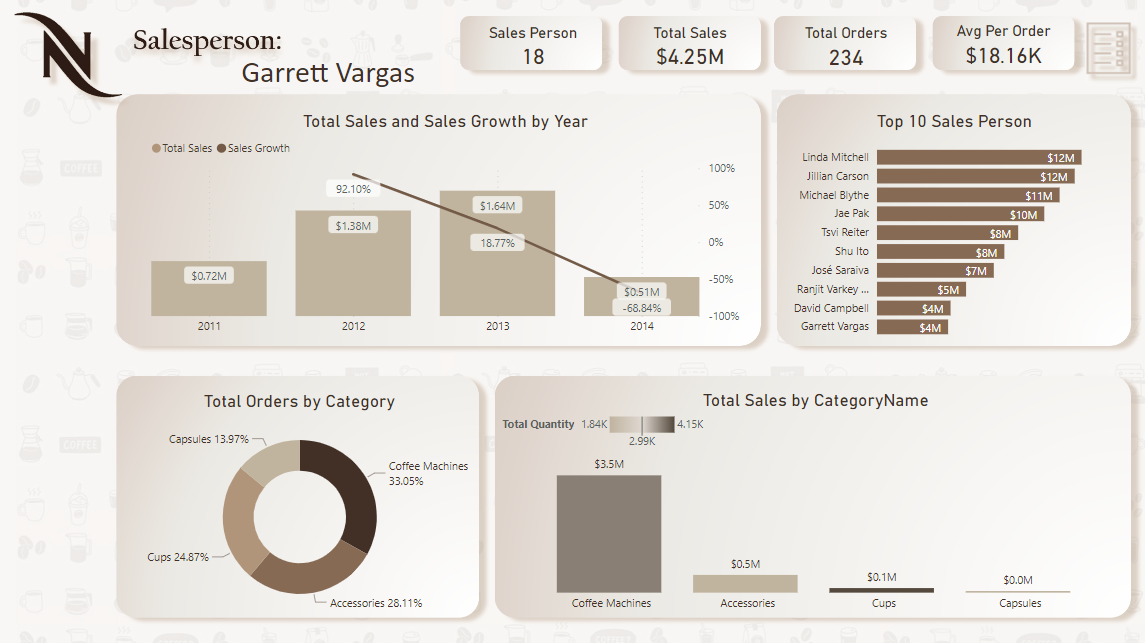 N
Salesperson:
Garrett Vargas
Sales Person
18
Total Sales
$4.25M
Total Orders
234
Avg Per Order
$18.16K
Total Sales and Sales Growth by Year
Total Sales Sales Growth
100%
50%
0%
-50%
-100%
92.10%
$1.38M
$1.64M
18.77%
$0.72M
$0.51M
-68.84%
2011 2012 2013 2014
Top 10 Sales Person
Linda Mitchell $12M
Jillian Carson $12M
Michael Blythe $11M
Jae Pak $10M
Tsvi Reiter $8M
Shu Ito $8M
José Saraiva $7M
Ranjit Varkey ... $5M
David Campbell $4M
Garrett Vargas $4M
Total Orders by Category
Capsules 13.97%
Coffee Machines
33.05%
Cups 24.87%
Accessories 28.11%
Total Sales by CategoryName
Total Quantity 1.84K 4.15K
2.99K
$3.5M
$0.5M
$0.1M
$0.0M
Coffee Machines Accessories Cups Capsules
COFFEE
COFFEE